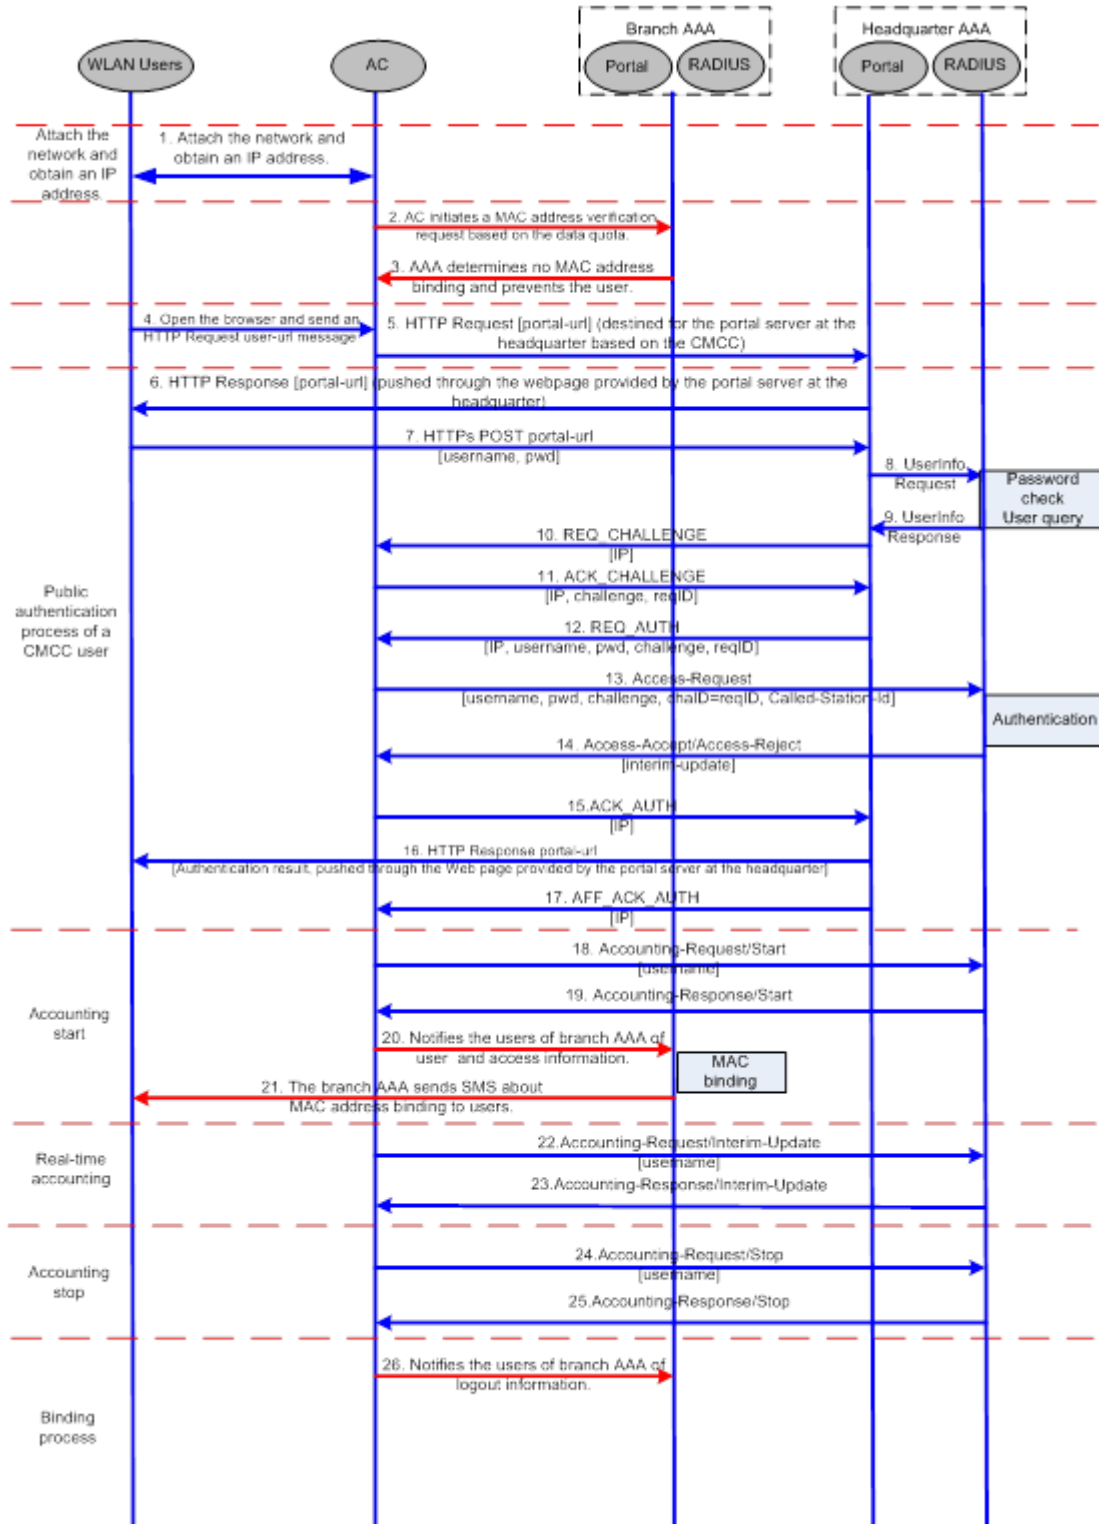 Branch AAA
Headquarter AAA
WLAN Users
AC
Portal
RADIUS
Portal
RADIUS
Attach the
network and
obtain an IP
address.
1. Attach the network and
obtain an IP address.
2. AC initiates a MAC address verification
request based on the data quota.
3. AAA determines no MAC address
binding and prevents the user.
4. Open the browser and send an
HTTP Request user-url message
5. HTTP Request [portal-url] (destined for the portal server at the
headquarter based on the CMCC)
6. HTTP Response [portal-url] (pushed through the webpage provided by the portal server at the
headquarter)
7. HTTPs POST portal-url
[username, pwd]
8. UserInfo
Request
Password
check
User query
9. UserInfo
Response
10. REQ_CHALLENGE
[IP]
11. ACK_CHALLENGE
[IP, challenge, reqID]
Public
authentication
process of a
CMCC user
12. REQ_AUTH
[IP, username, pwd, challenge, reqID]
13. Access-Request
[username, pwd, challenge, chalD=reqID, Called-Station-Id]
Authentication
14. Access-Accept/Access-Reject
[interim-update]
15.ACK_AUTH
[IP]
16. HTTP Response portal-url
[Authentication result, pushed through the Web page provided by the portal server at the headquarter]
17. AFF_ACK_AUTH
[IP]
18. Accounting-Request/Start
[username]
19. Accounting-Response/Start
Accounting
start
20. Notifies the users of branch AAA of
user and access information.
MAC
binding
21. The branch AAA sends SMS about
MAC address binding to users.
Real-time
accounting
22.Accounting-Request/Interim-Update
[username]
23.Accounting-Response/Interim-Update
Accounting
stop
24.Accounting-Request/Stop
[username]
25.Accounting-Response/Stop
26. Notifies the users of branch AAA of
logout information.
Binding
process